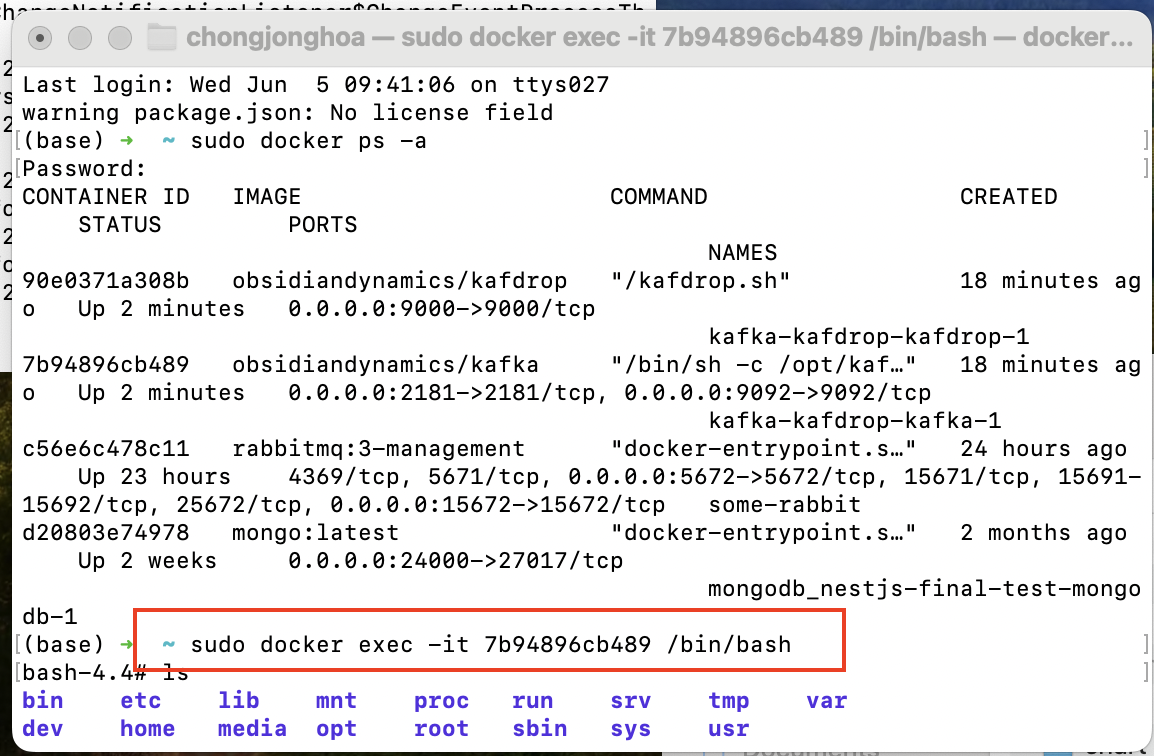 chongjonghoa — sudo docker exec -it 7b94896cb489 /bin/bash — docker...
Last login: Wed Jun  5 09:41:06 on ttys027
warning package.json: No license field
[(base) ➜  ~ sudo docker ps -a ]
[Password: ]
CONTAINER ID   IMAGE                      COMMAND                  CREATED
    STATUS         PORTS
                                                 NAMES
90e0371a308b   obsidiandynamics/kafdrop   "/kafdrop.sh"            18 minutes ag
o   Up 2 minutes   0.0.0.0:9000->9000/tcp
                                                 kafka-kafdrop-kafdrop-1
7b94896cb489   obsidiandynamics/kafka     "/bin/sh -c /opt/kaf…"   18 minutes ag
o   Up 2 minutes   0.0.0.0:2181->2181/tcp, 0.0.0.0:9092->9092/tcp
                                                 kafka-kafdrop-kafka-1
c56e6c478c11   rabbitmq:3-management      "docker-entrypoint.s…"   24 hours ago
    Up 23 hours    4369/tcp, 5671/tcp, 0.0.0.0:5672->5672/tcp, 15671/tcp, 15691-
15692/tcp, 25672/tcp, 0.0.0.0:15672->15672/tcp   some-rabbit
d20803e74978   mongo:latest               "docker-entrypoint.s…"   2 months ago
    Up 2 weeks     0.0.0.0:24000->27017/tcp
                                                 mongodb_nestjs-final-test-mongo
db-1
[(base) ➜  ~ sudo docker exec -it 7b94896cb489 /bin/bash ]
[bash-4.4# ls ]
bin    etc    lib    mnt    proc   run    srv    tmp    var
dev    home   media  opt    root   sbin   sys    usr